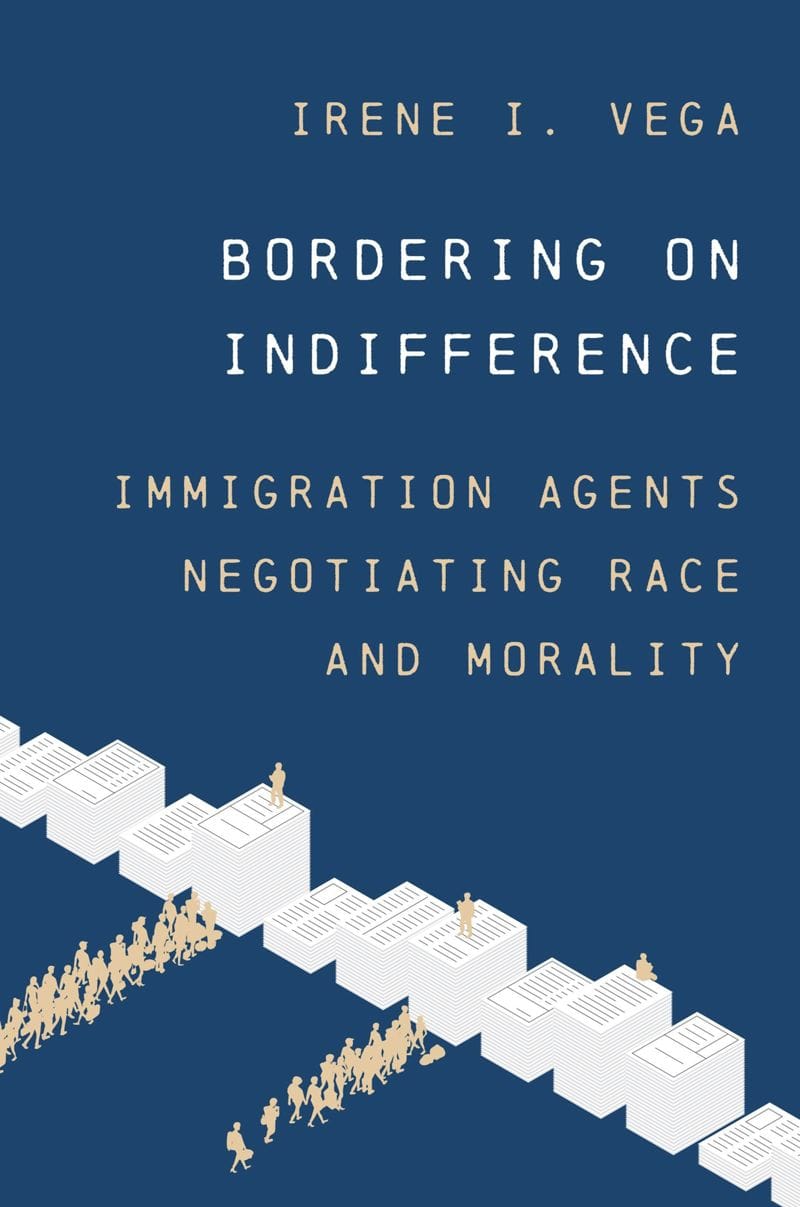 IRENE I. VEGA
BORDERING ON
INDIFFERENCE
IMMIGRATION AGENTS
NEGOTIATING RACE
AND MORALITY